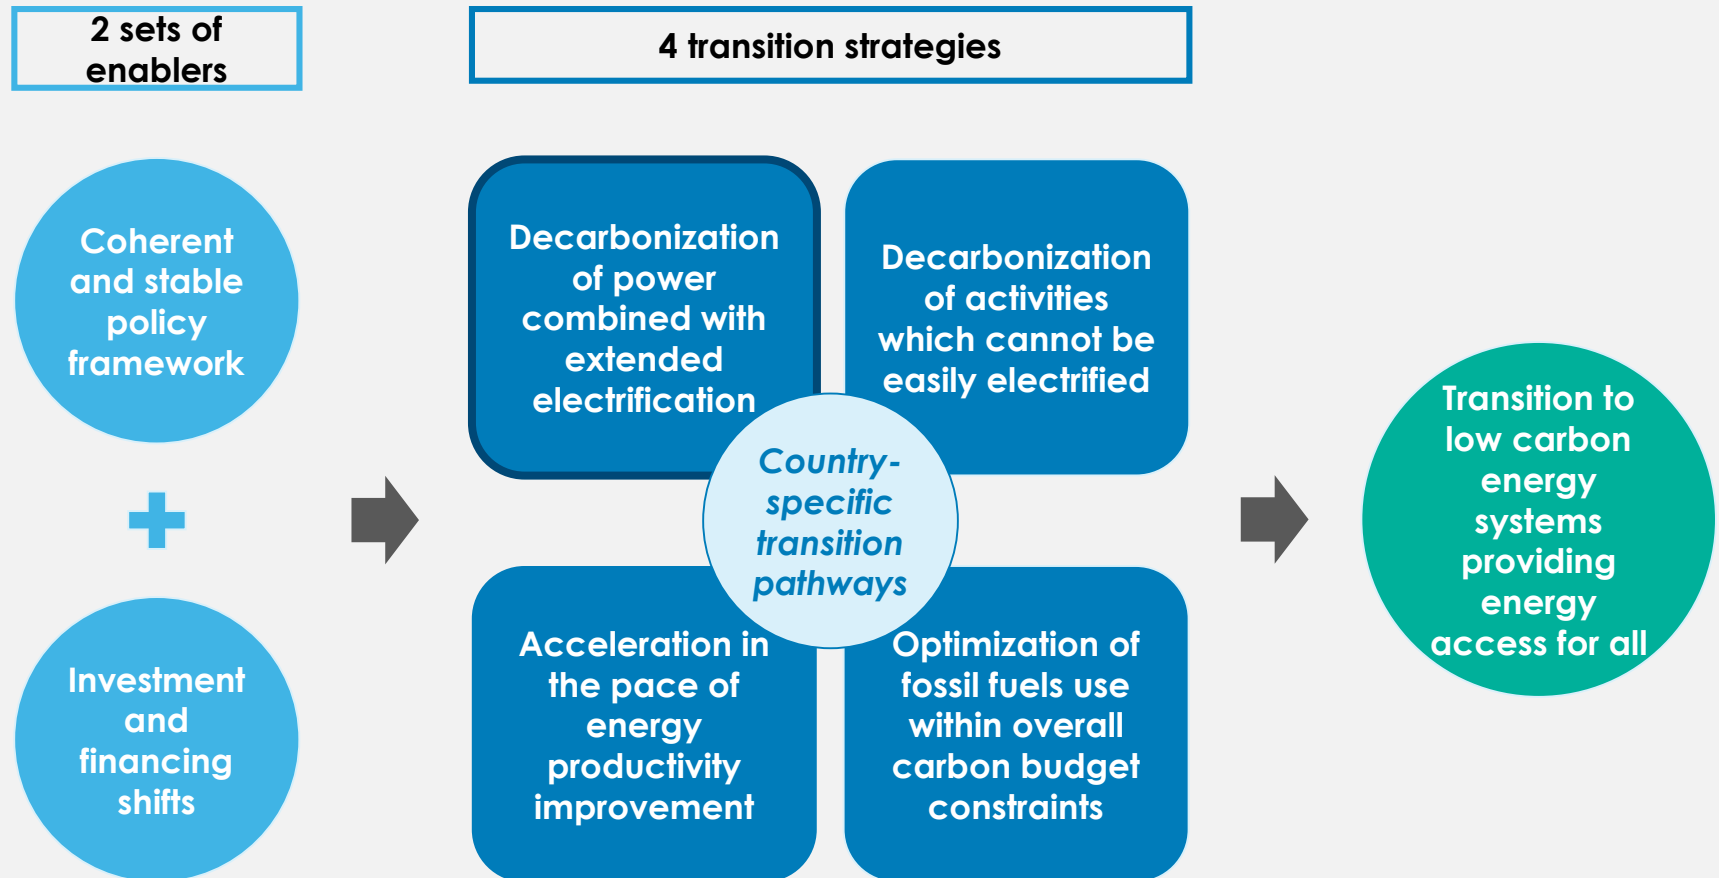 2 sets of
enablers
4 transition strategies
Coherent
and stable
policy
framework
Investment
and
financing
shifts
Decarbonization
of power
combined with
extended
electrification
Decarbonization
of activities
which cannot be
easily electrified
Country-
specific
transition
pathways
Acceleration in
the pace of
energy
productivity
improvement
Optimization of
fossil fuels use
within overall
carbon budget
constraints
Transition to
low carbon
energy
systems
providing
energy
access for all